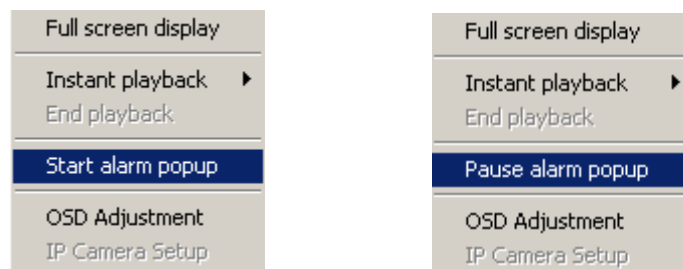 Full screen display
Instant playback
End playback
Start alarm popup
OSD Adjustment
IP Camera Setup
Full screen display
Instant playback
End playback
Pause alarm popup
OSD Adjustment
IP Camera Setup